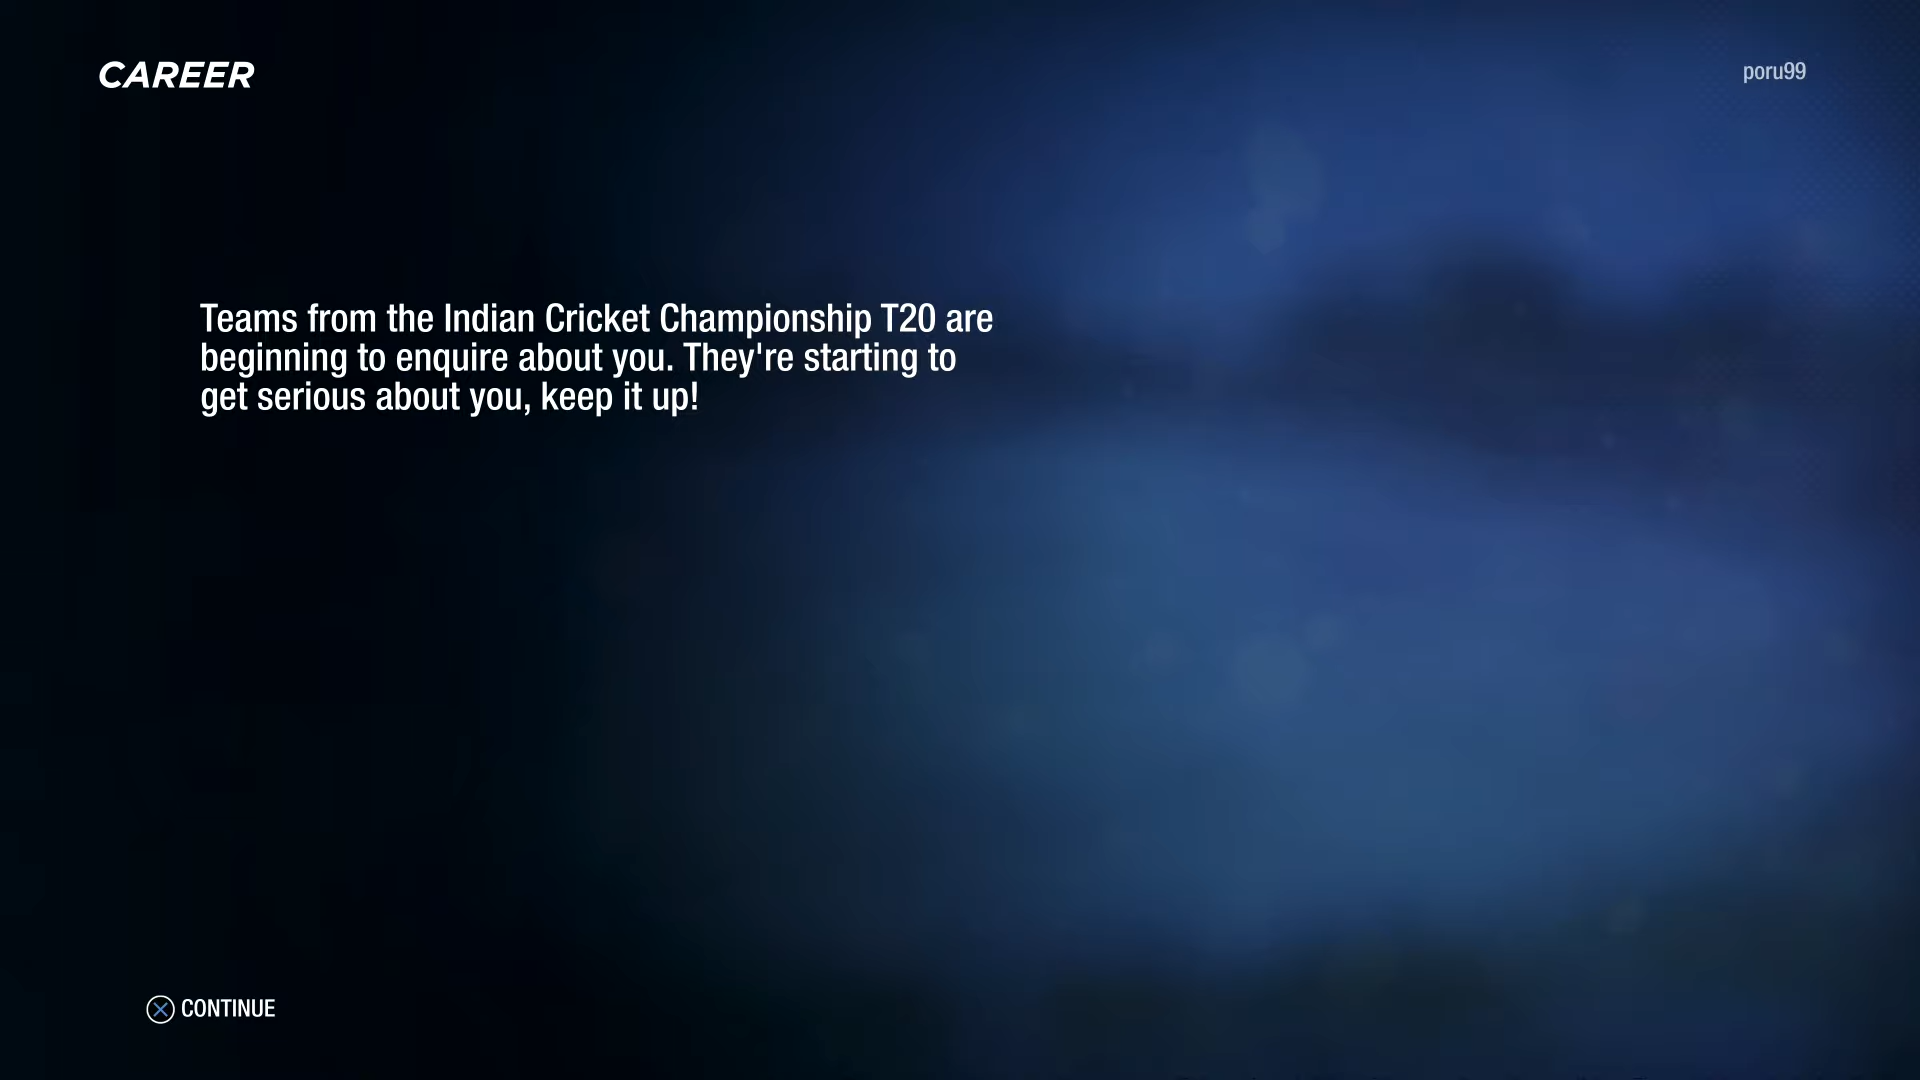 CAREER
poru99
Teams from the Indian Cricket Championship T20 are
beginning to enquire about you. They're starting to
get serious about you, keep it up!
CONTINUE